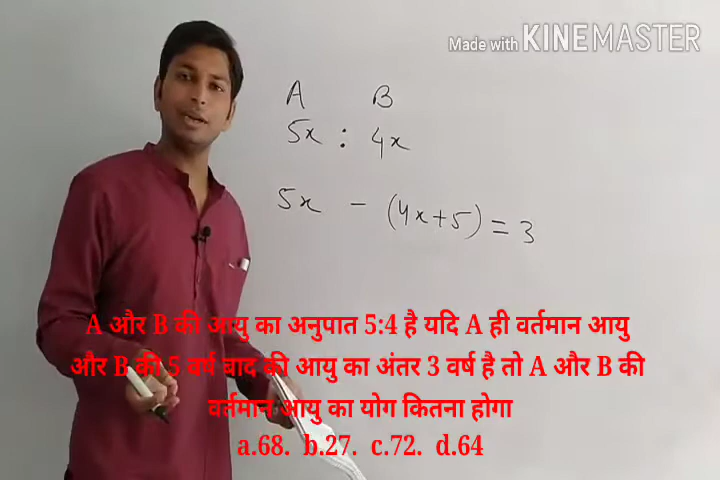 Made with KINEMASTER
A B
5x : 4x
5x - (4x+5) = 3
A और B की आयु का अनुपात 5:4 है यदि A ही वर्तमान आयु
और B की 5 वर्ष बाद की आयु का अंतर 3 वर्ष है तो A और B की
वर्तमान आयु का योग कितना होगा
a.68. b.27. c.72. d.64